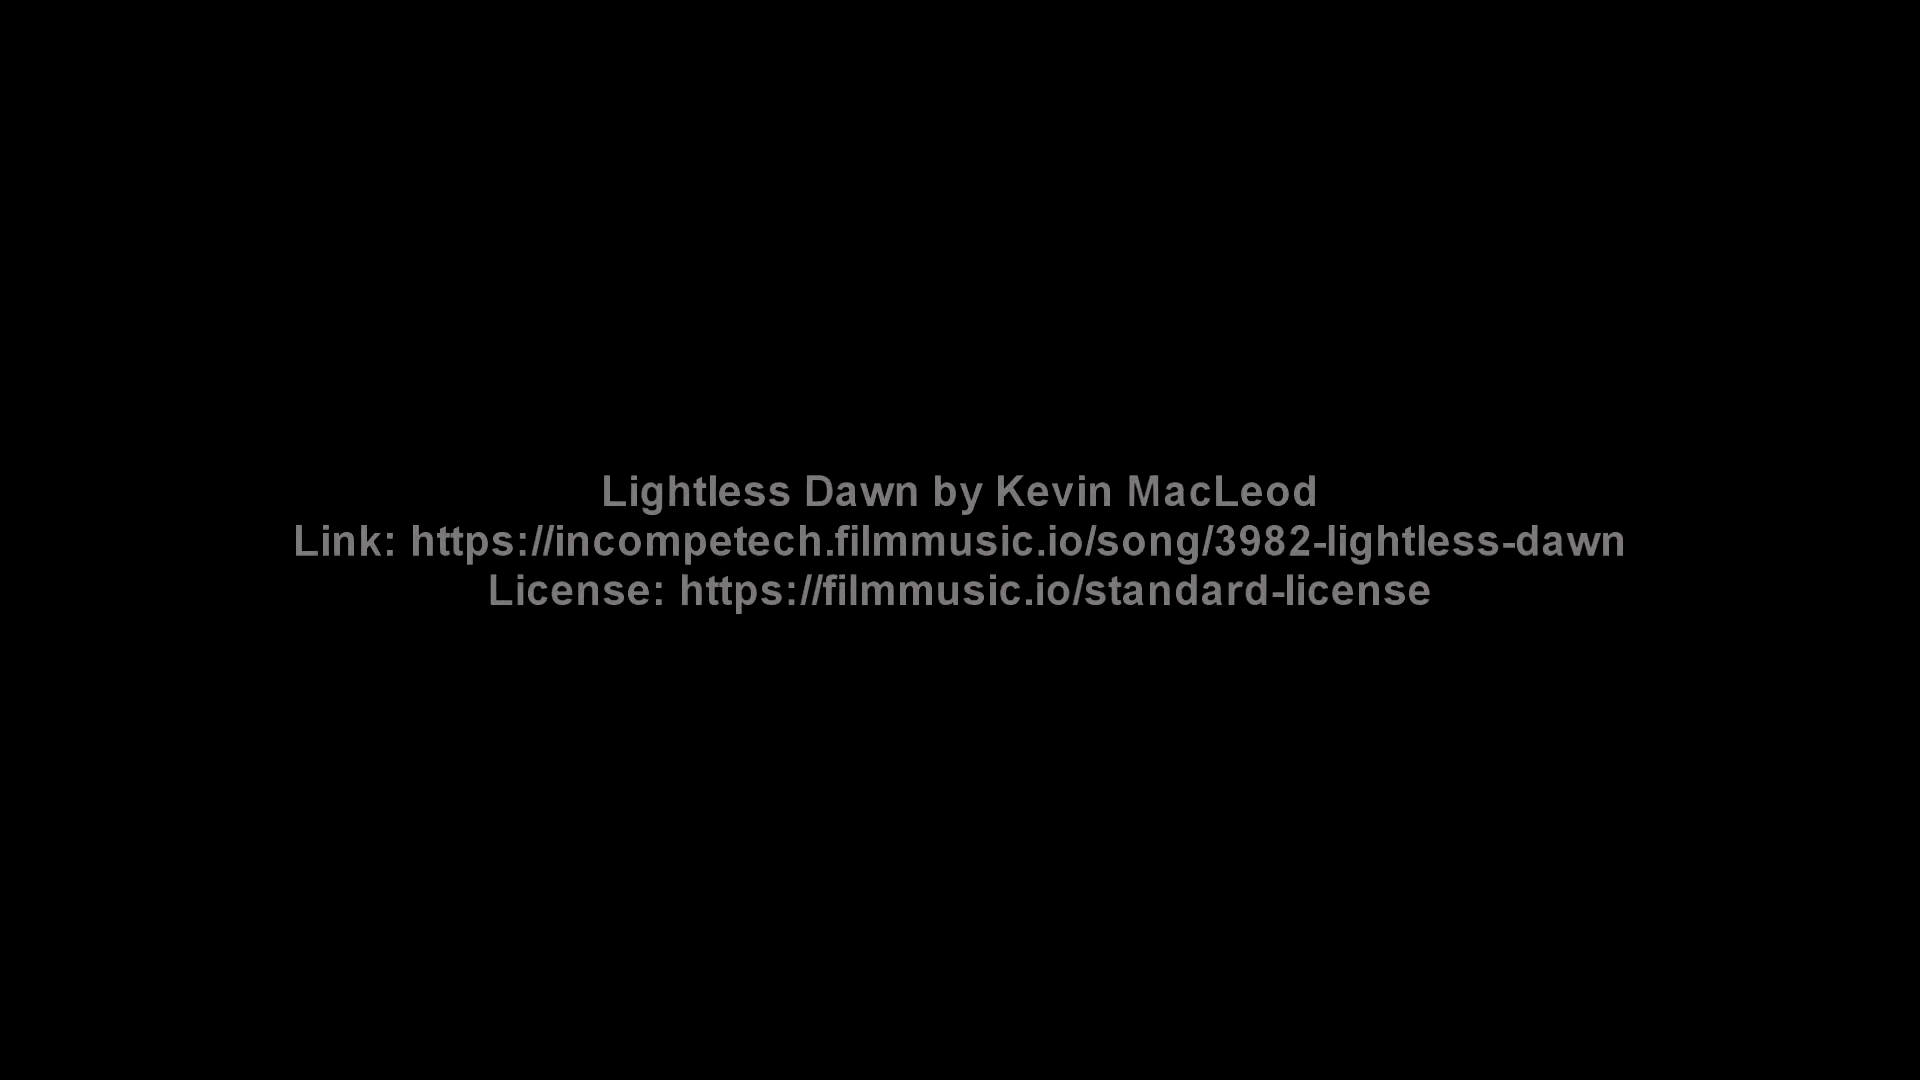 Lightless Dawn by Kevin MacLeod
Link: https://incompetech.filmmusic.io/song/3982-lightless-dawn
License: https://filmmusic.io/standard-license